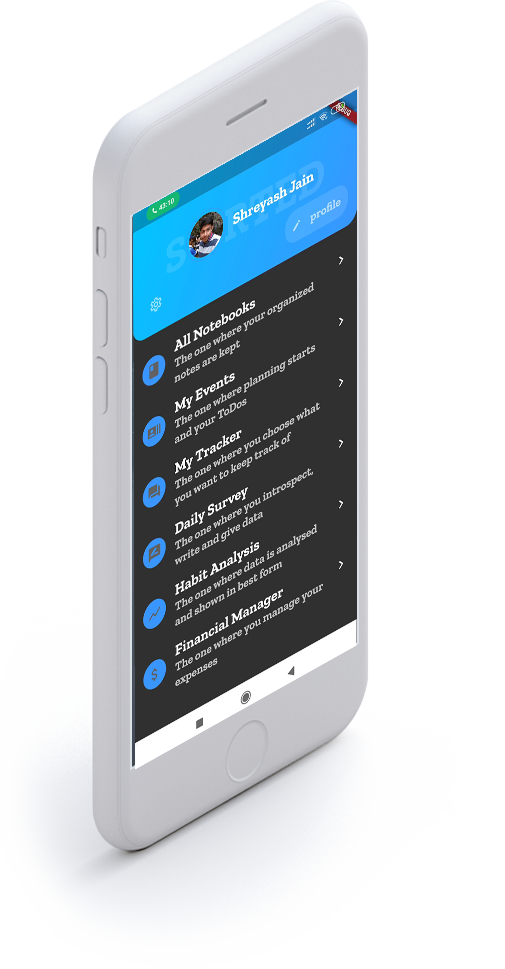 43:10
Debug
SORTED
Shreyash Jain
profile
All Notebooks
The one where your organized
notes are kept
My Events
The one where planning starts
and your ToDos
My Tracker
The one where you choose what
you want to keep track of
Daily Survey
The one where you introspect,
write and give data
Habit Analysis
The one where data is analysed
and shown in best form
Financial Manager
The one where you manage your
expenses